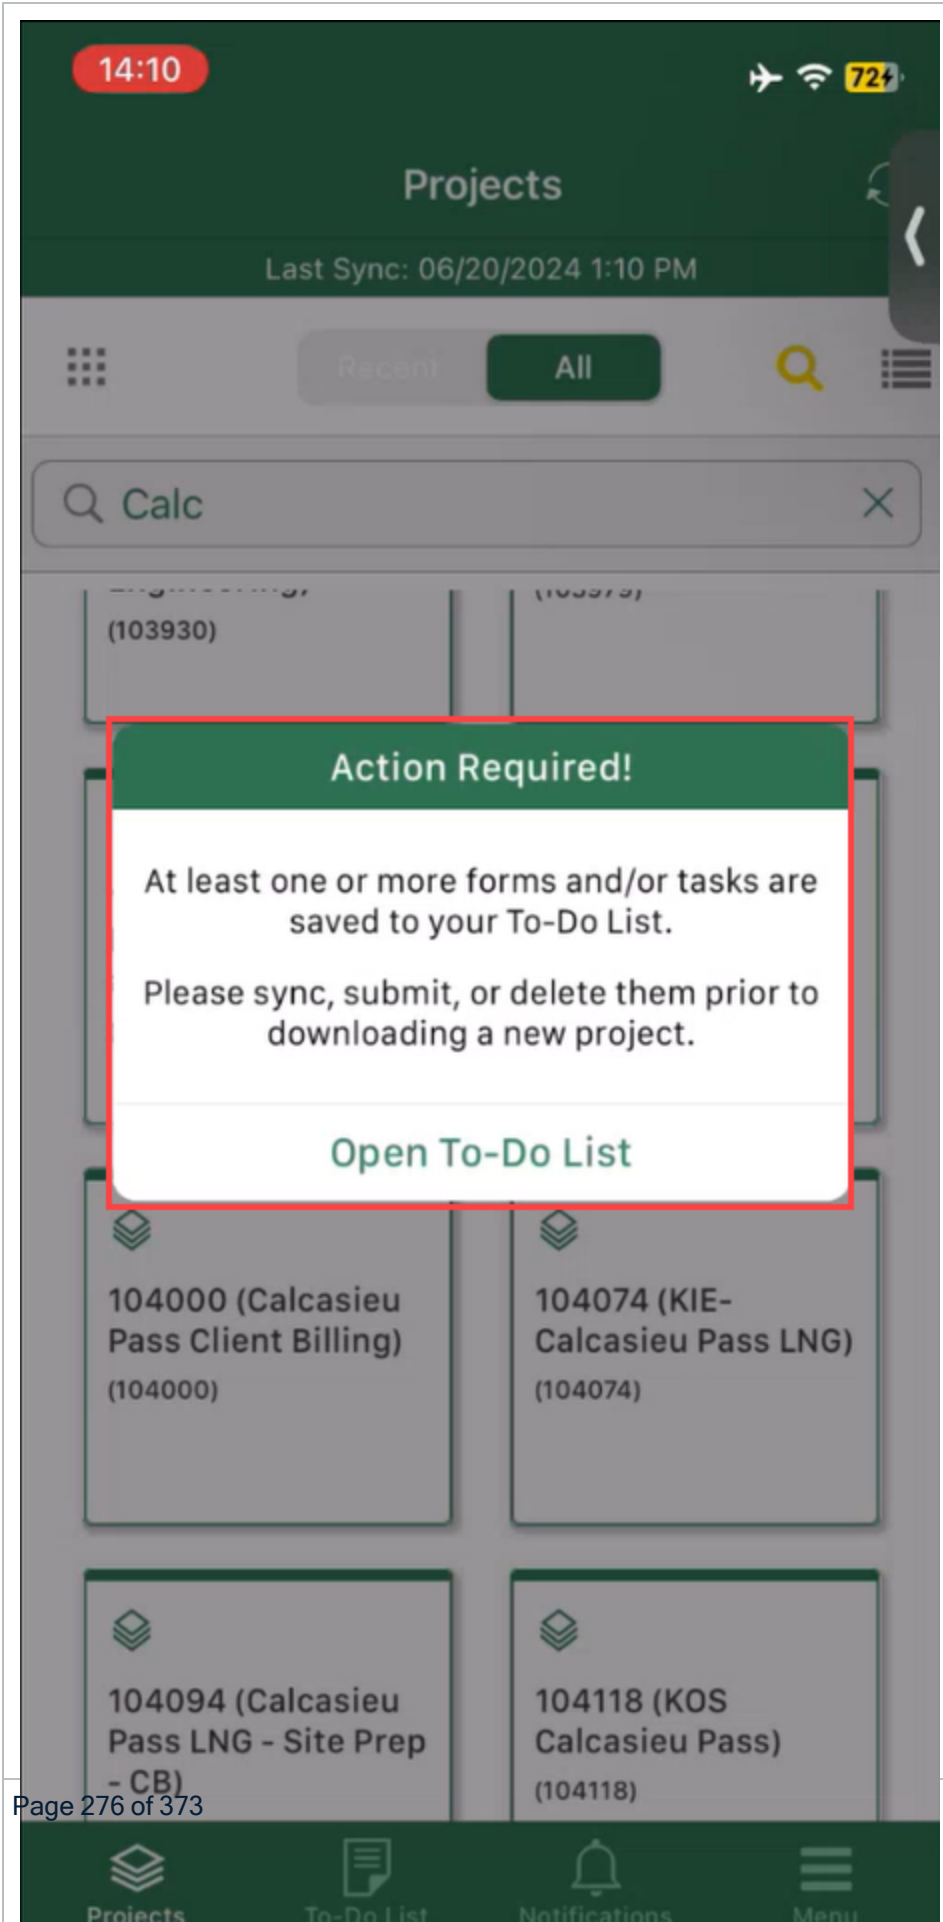 14:10
72
Projects
Last Sync: 06/20/2024 1:10 PM
Recent
All
Calc
(103930)
(103979)
Action Required!
At least one or more forms and/or tasks are
saved to your To-Do List.
Please sync, submit, or delete them prior to
downloading a new project.
Open To-Do List
104000 (Calcasieu
Pass Client Billing)
(104000)
104074 (KIE-
Calcasieu Pass LNG)
(104074)
104094 (Calcasieu
Pass LNG - Site Prep
- CB)
104118 (KOS
Calcasieu Pass)
(104118)
Page 276 of 373
Projects
To-Do List
Notifications
Menu